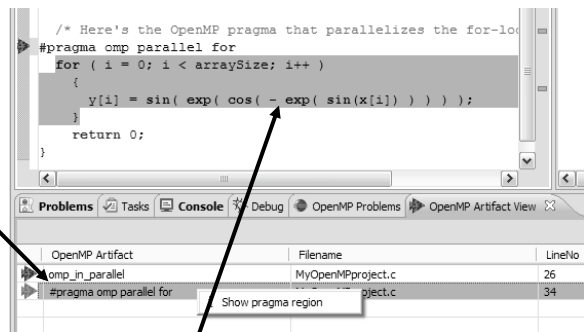 /* Here's the OpenMP pragma that parallelizes the for-loo
#pragma omp parallel for
for ( i = 0; i < arraySize; i++ )
{
y[i] = sin( exp( cos( - exp( sin(x[i]) ) ) ) );
}
return 0;
}
Problems Tasks Console Debug OpenMP Problems OpenMP Artifact View
OpenMP Artifact Filename LineNo
omp_in_parallel MyOpenMPproject.c 26
#pragma omp parallel for oject.c 34
Show pragma region